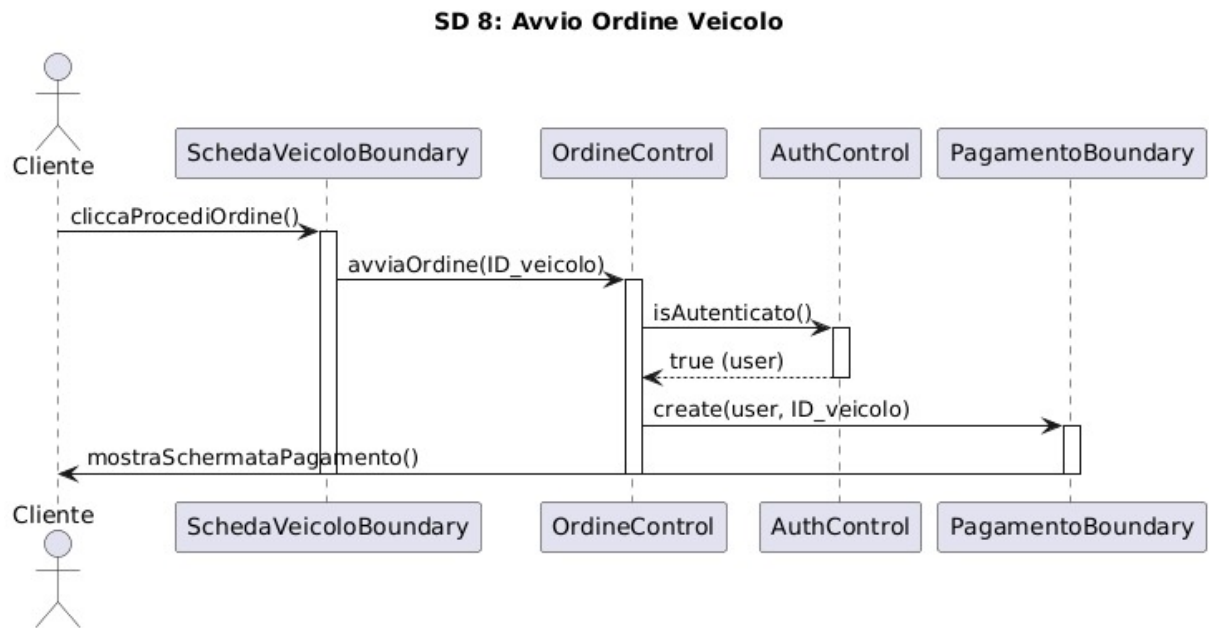 SD 8: Avvio Ordine Veicolo
Cliente
SchedaVeicoloBoundary
OrdineControl
AuthControl
PagamentoBoundary
cliccaProcediOrdine()
avviaOrdine(ID_veicolo)
isAutenticato()
true (user)
create(user, ID_veicolo)
mostraSchermataPagamento()
Cliente
SchedaVeicoloBoundary
OrdineControl
AuthControl
PagamentoBoundary